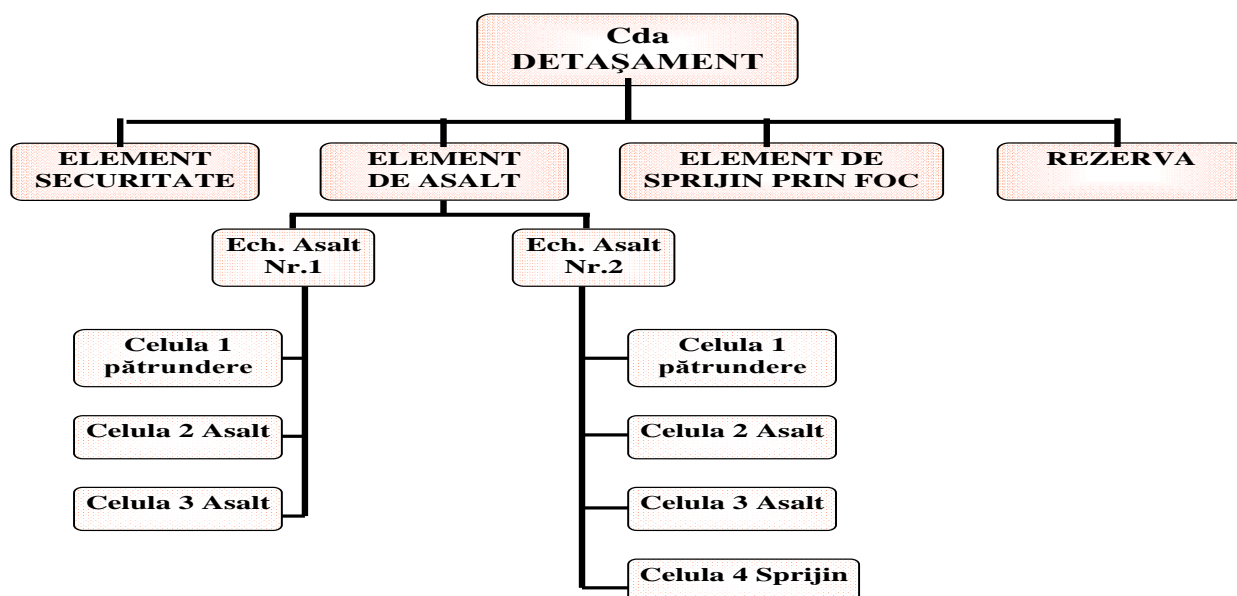 Cda
DETAŞAMENT
ELEMENT
SECURITATE
ELEMENT
DE ASALT
ELEMENT DE
SPRIJIN PRIN FOC
REZERVA
Ech. Asalt
Nr.1
Ech. Asalt
Nr.2
Celula 1
pătrundere
Celula 2 Asalt
Celula 3 Asalt
Celula 1
pătrundere
Celula 2 Asalt
Celula 3 Asalt
Celula 4 Sprijin